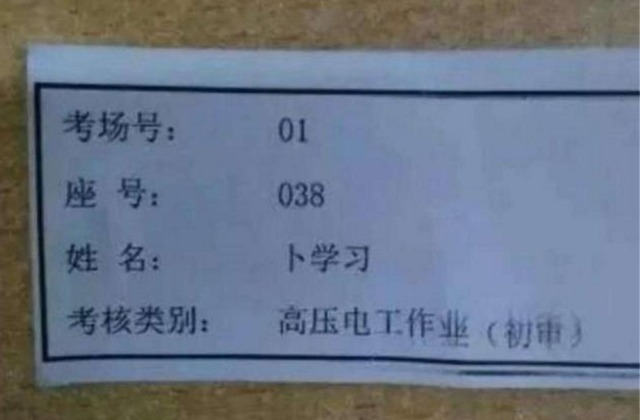 考场号： 01
座 号： 038
姓 名： 卜学习
考核类别： 高压电工作业（初审）